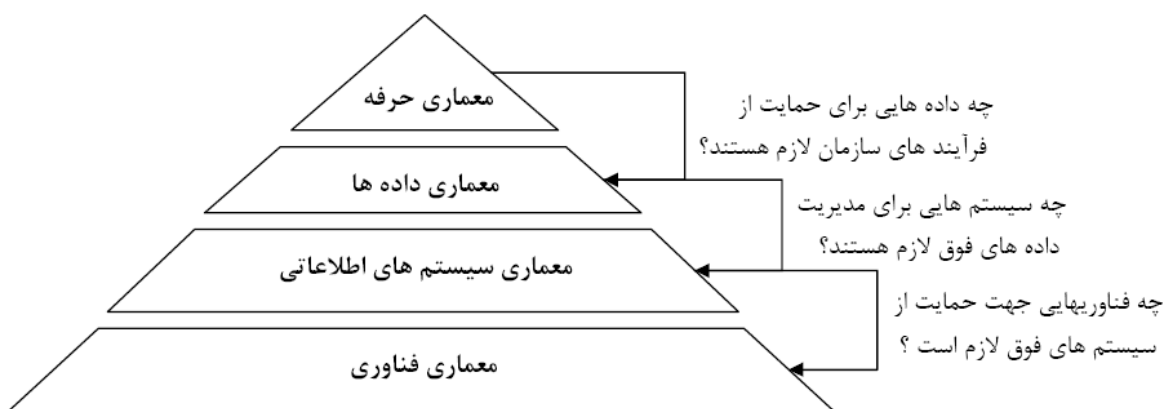 معماری حرفه
چه داده هایی برای حمایت از
فرآیند های سازمان لازم هستند؟
معماری داده ها
چه سیستم هایی برای مدیریت
داده های فوق لازم هستند؟
معماری سیستم های اطلاعاتی
چه فناوریهایی جهت حمایت از
سیستم های فوق لازم است ؟
معماری فناوری